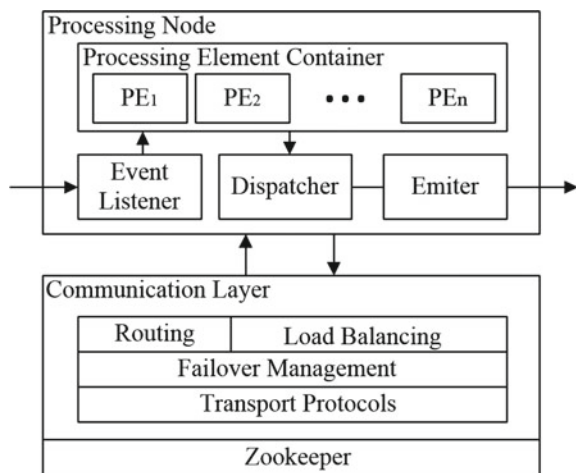 Processing Node
Processing Element Container
PE1 PE2 ••• PEn
Event
Listener
Dispatcher
Emiter
Communication Layer
Routing
Load Balancing
Failover Management
Transport Protocols
Zookeeper